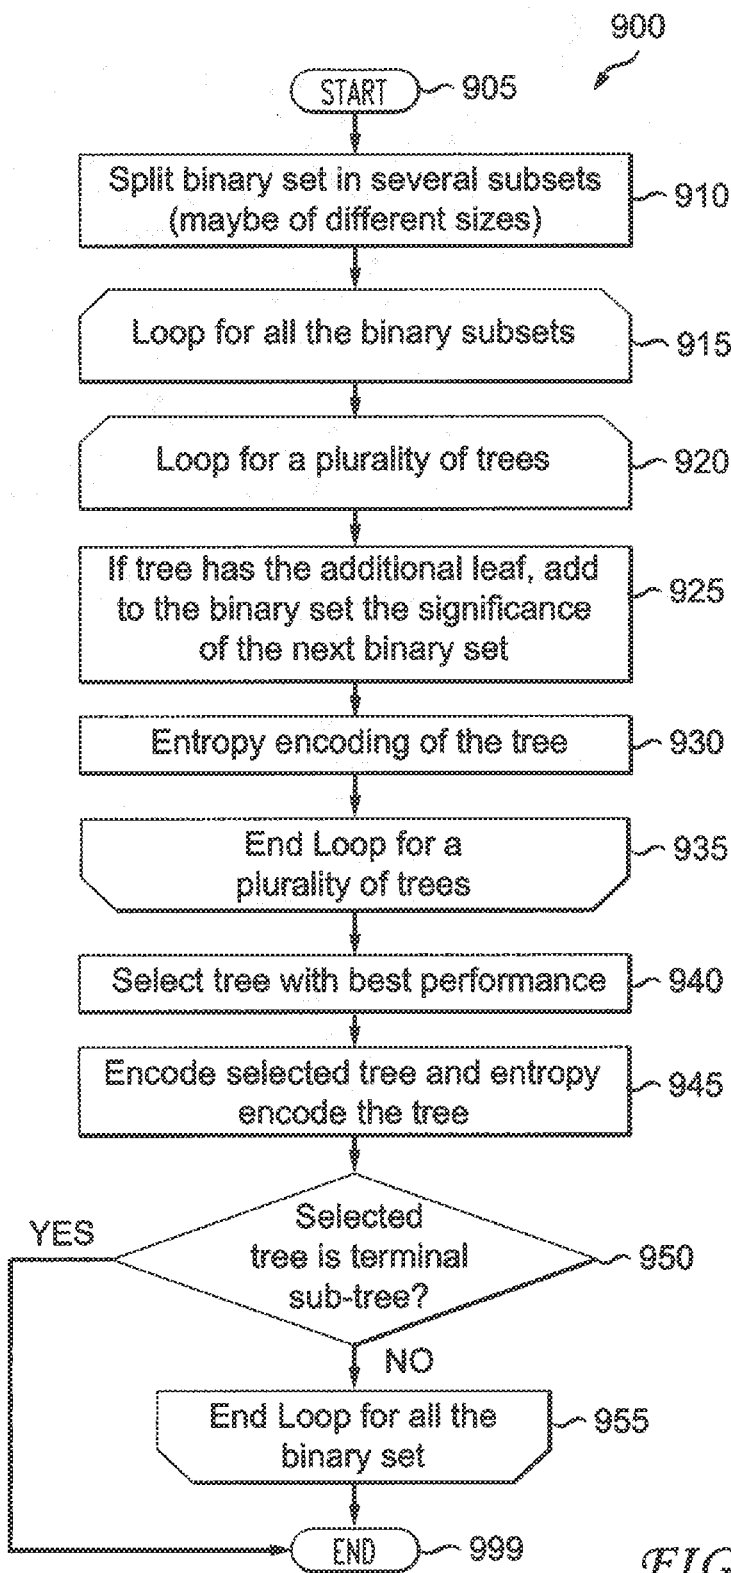 900
START 905
Split binary set in several subsets
(maybe of different sizes) 910
Loop for all the binary subsets 915
Loop for a plurality of trees 920
If tree has the additional leaf, add
to the binary set the significance
of the next binary set
925
Entropy encoding of the tree 930
End Loop for a
plurality of trees
935
Select tree with best performance 940
Encode selected tree and entropy
encode the tree
945
YES
Selected
tree is terminal
sub-tree?
950
NO
End Loop for all the
binary set
955
END 999
FIG